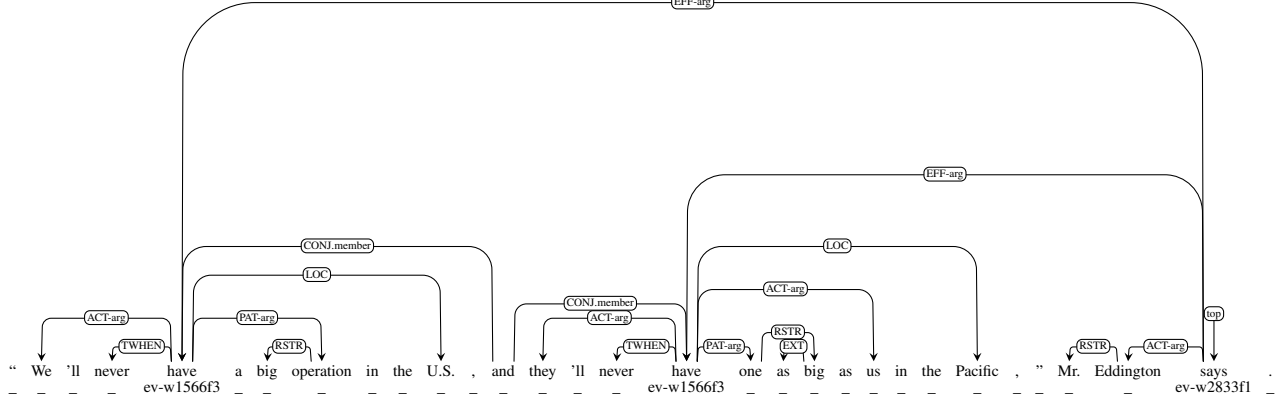 EFF-arg
EFF-arg
CONJ.member LOC
LOC ACT-arg
CONJ.member
ACT-arg PAT-arg ACT-arg top
RSTR
TWHEN RSTR TWHEN PAT-arg EXT RSTR ACT-arg
“ We ’ll never have a big operation in the U.S. , and they ’ll never have one as big as us in the Pacific , ” Mr. Eddington says .
ev-w1566f3 ev-w1566f3 ev-w2833f1
_ _ _ _ _ _ _ _ _ _ _ _ _ _ _ _ _ _ _ _ _ _ _ _ _ _ _ _